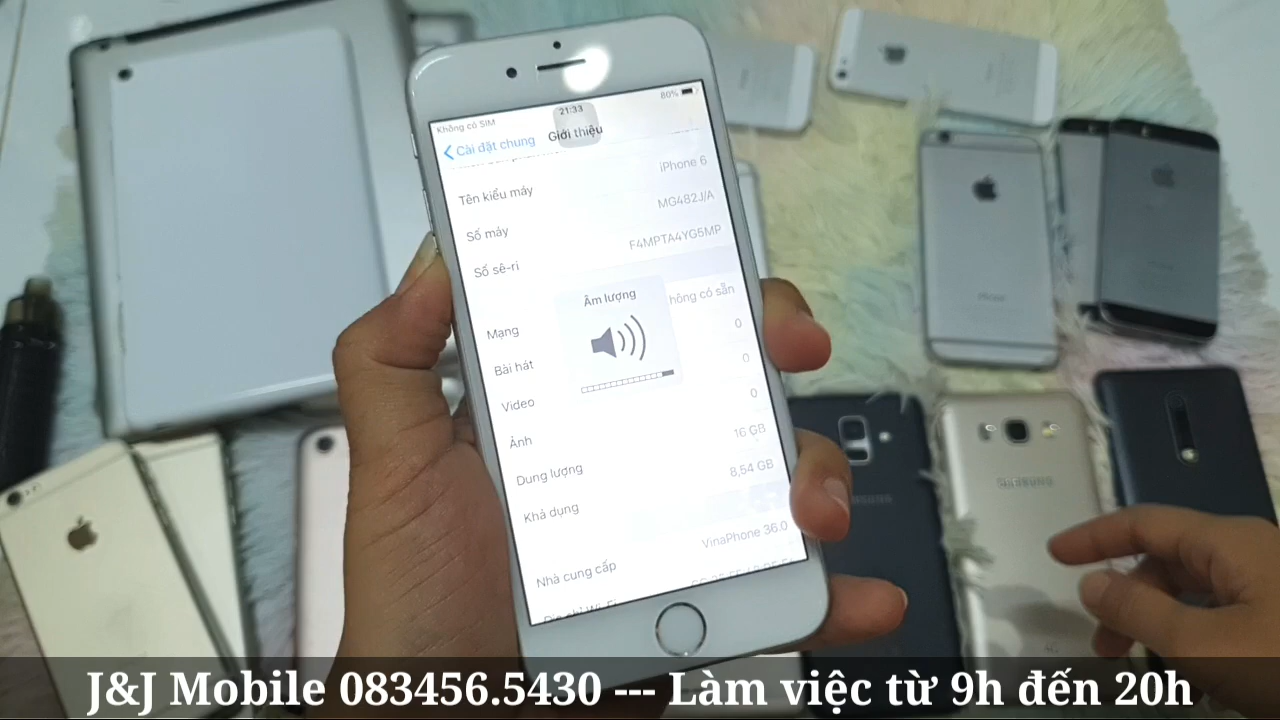 Không có SIM 21:33 80%
Cài đặt chung Giới thiệu
Tên kiểu máy iPhone 6
Số máy MG482J/A
Số sê-ri F4MPTA4YG5MP
Âm lượng
Mạng hông có sẵn
Bài hát 0
Video 0
Ảnh 0
Dung lượng 16 GB
Khả dụng 8,54 GB
Nhà cung cấp VinaPhone 36.0
SAMSUNG
SAMSUNG
J&J Mobile 083456.5430 --- Làm việc từ 9h đến 20h